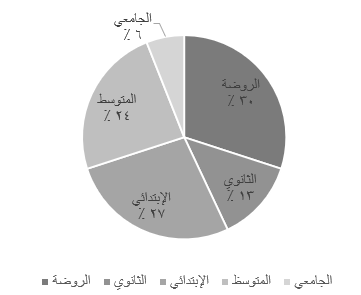 الجامعي
٦ ٪
الروضة
٣٠ ٪
المتوسط
٢٤ ٪
الثانوي
١٣ ٪
الإبتدائي
٢٧ ٪
الروضة الثانوي الإبتدائي المتوسط الجامعي